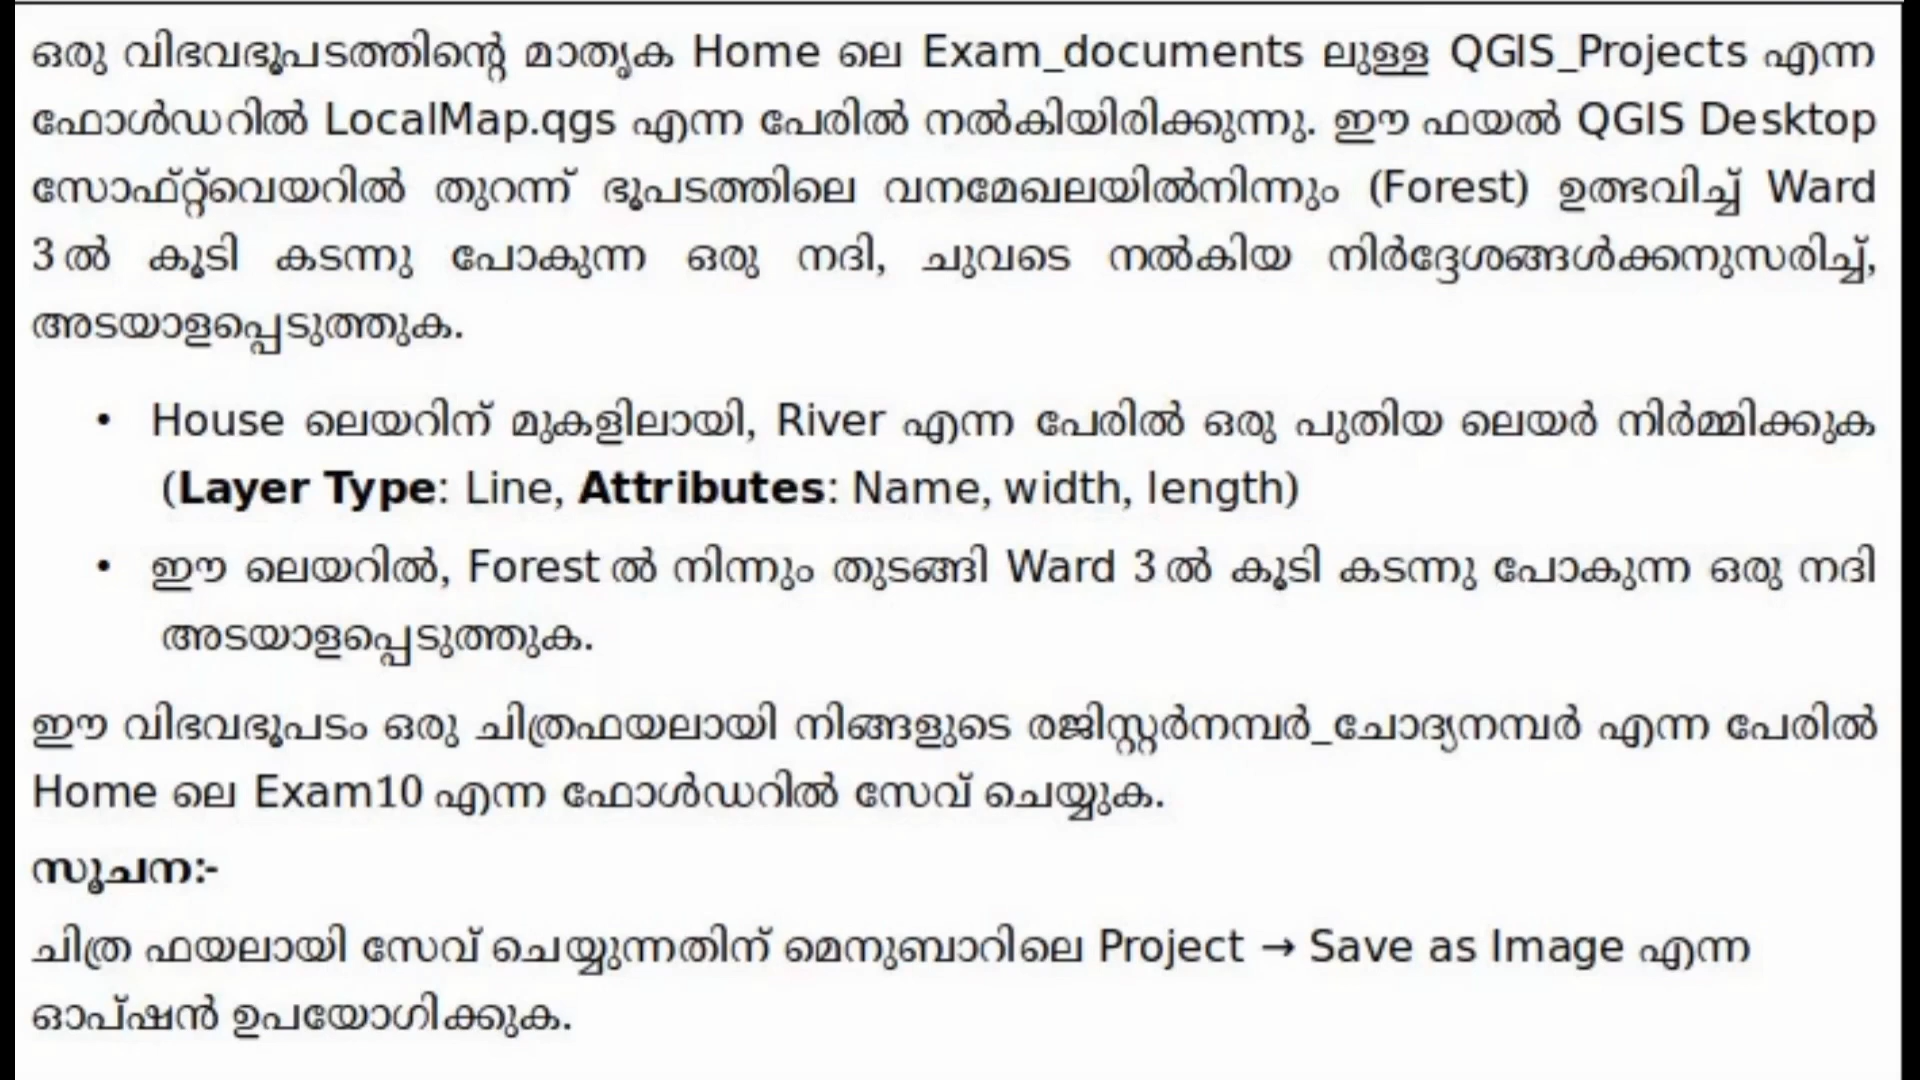 ഒരു വിഭവഭൂപടത്തിന്റെ മാതൃക Home ലെ Exam_documents ലുള്ള QGIS_Projects എന്ന
ഫോൾഡറിൽ LocalMap.qgs എന്ന പേരിൽ നൽകിയിരിക്കുന്നു. ഈ ഫയൽ QGIS Desktop
സോഫ്റ്റ്‌വെയറിൽ തുറന്ന് ഭൂപടത്തിലെ വനമേഖലയിൽനിന്നും (Forest) ഉത്ഭവിച്ച് Ward
3 ൽ കൂടി കടന്നു പോകുന്ന ഒരു നദി, ചുവടെ നൽകിയ നിർദ്ദേശങ്ങൾക്കനുസരിച്ച്,
അടയാളപ്പെടുത്തുക.
• House ലെയറിന് മുകളിലായി, River എന്ന പേരിൽ ഒരു പുതിയ ലെയർ നിർമ്മിക്കുക
(Layer Type: Line, Attributes: Name, width, length)
• ഈ ലെയറിൽ, Forest ൽ നിന്നും തുടങ്ങി Ward 3 ൽ കൂടി കടന്നു പോകുന്ന ഒരു നദി
അടയാളപ്പെടുത്തുക.
ഈ വിഭവഭൂപടം ഒരു ചിത്രഫയലായി നിങ്ങളുടെ രജിസ്റ്റർനമ്പർ_ചോദ്യനമ്പർ എന്ന പേരിൽ
Home ലെ Exam10 എന്ന ഫോൾഡറിൽ സേവ് ചെയ്യുക.
സൂചന:-
ചിത്ര ഫയലായി സേവ് ചെയ്യുന്നതിന് മെനുബാറിലെ Project → Save as Image എന്ന
ഓപ്ഷൻ ഉപയോഗിക്കുക.